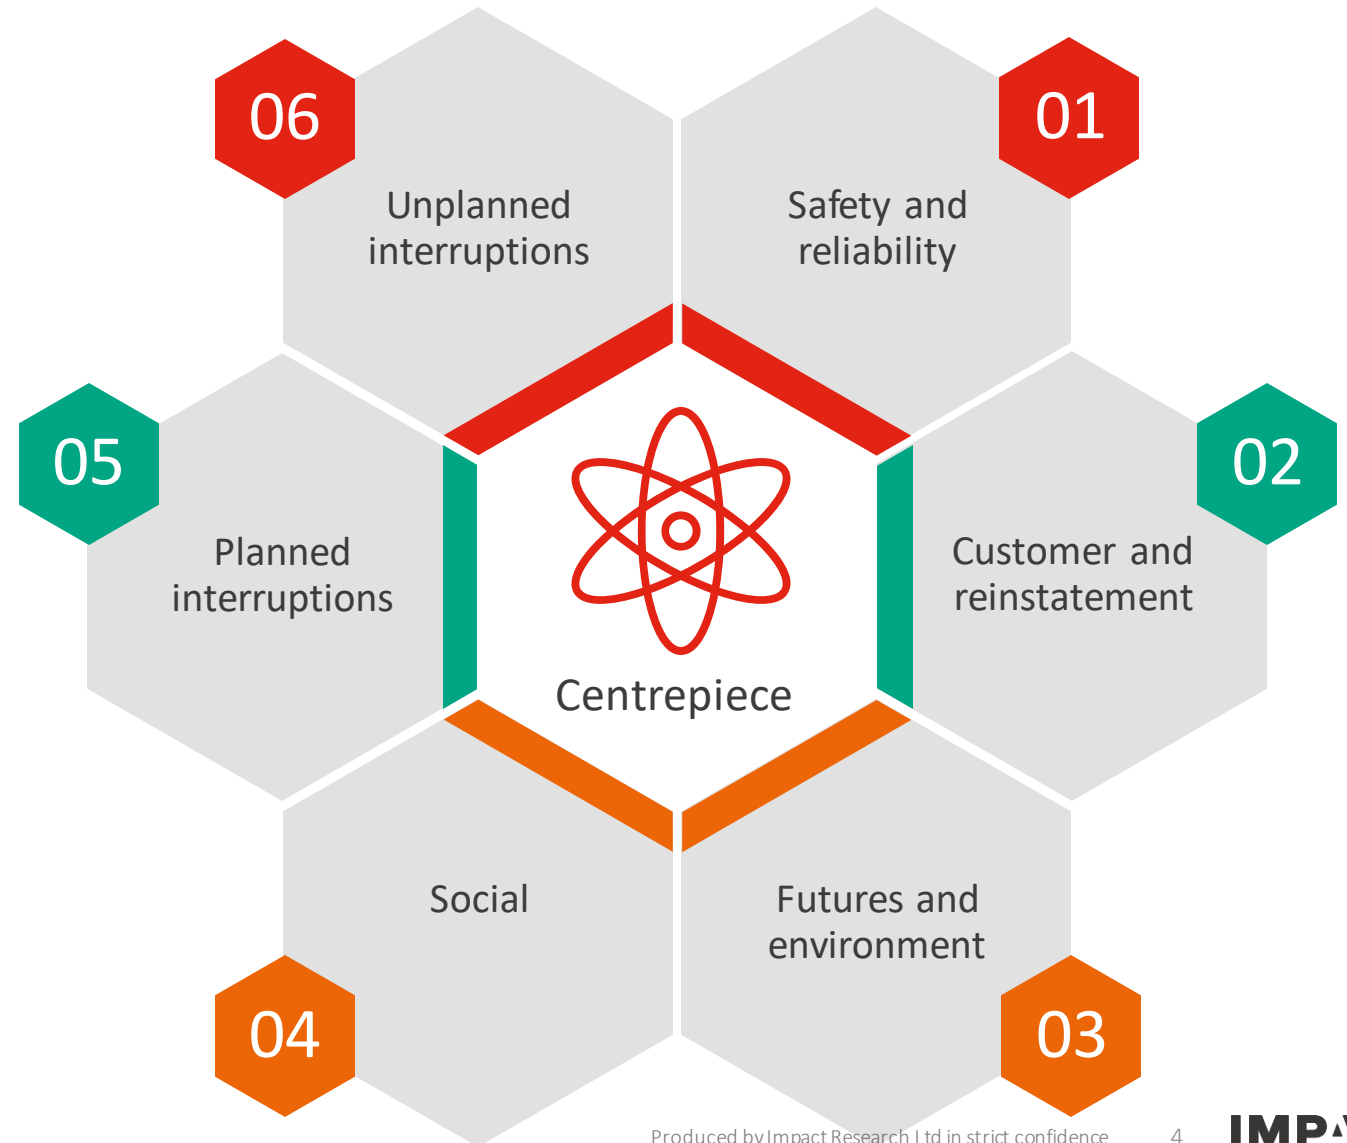 01
Safety and
reliability
02
Customer and
reinstatement
03
Futures and
environment
04
Social
05
Planned
interruptions
06
Unplanned
interruptions
Centrepiece
Produced by Impact Research Ltd in strict confidence
4